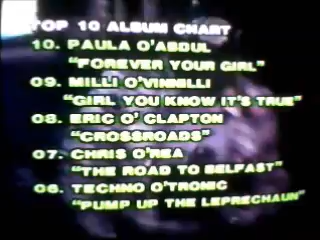 TOP 10 ALBUM CHART
10. PAULA O'ABDUL
"FOREVER YOUR GIRL"
09. MILLI O'VINNILLI
"GIRL YOU KNOW IT'S TRUE"
08. ERIC O' CLAPTON
"CROSSROADS"
07. CHRIS O'REA
"THE ROAD TO BELFAST"
06. TECHNO O'TRONIC
"PUMP UP THE LEPRECHAUN"